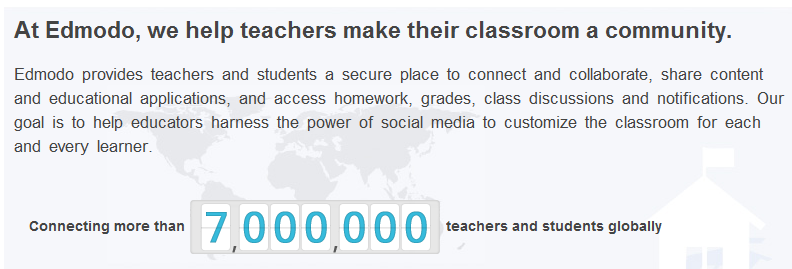 At Edmodo, we help teachers make their classroom a community.
Edmodo provides teachers and students a secure place to connect and collaborate, share content
and educational applications, and access homework, grades, class discussions and notifications. Our
goal is to help educators harness the power of social media to customize the classroom for each
and every learner.
Connecting more than 7,000,000 teachers and students globally